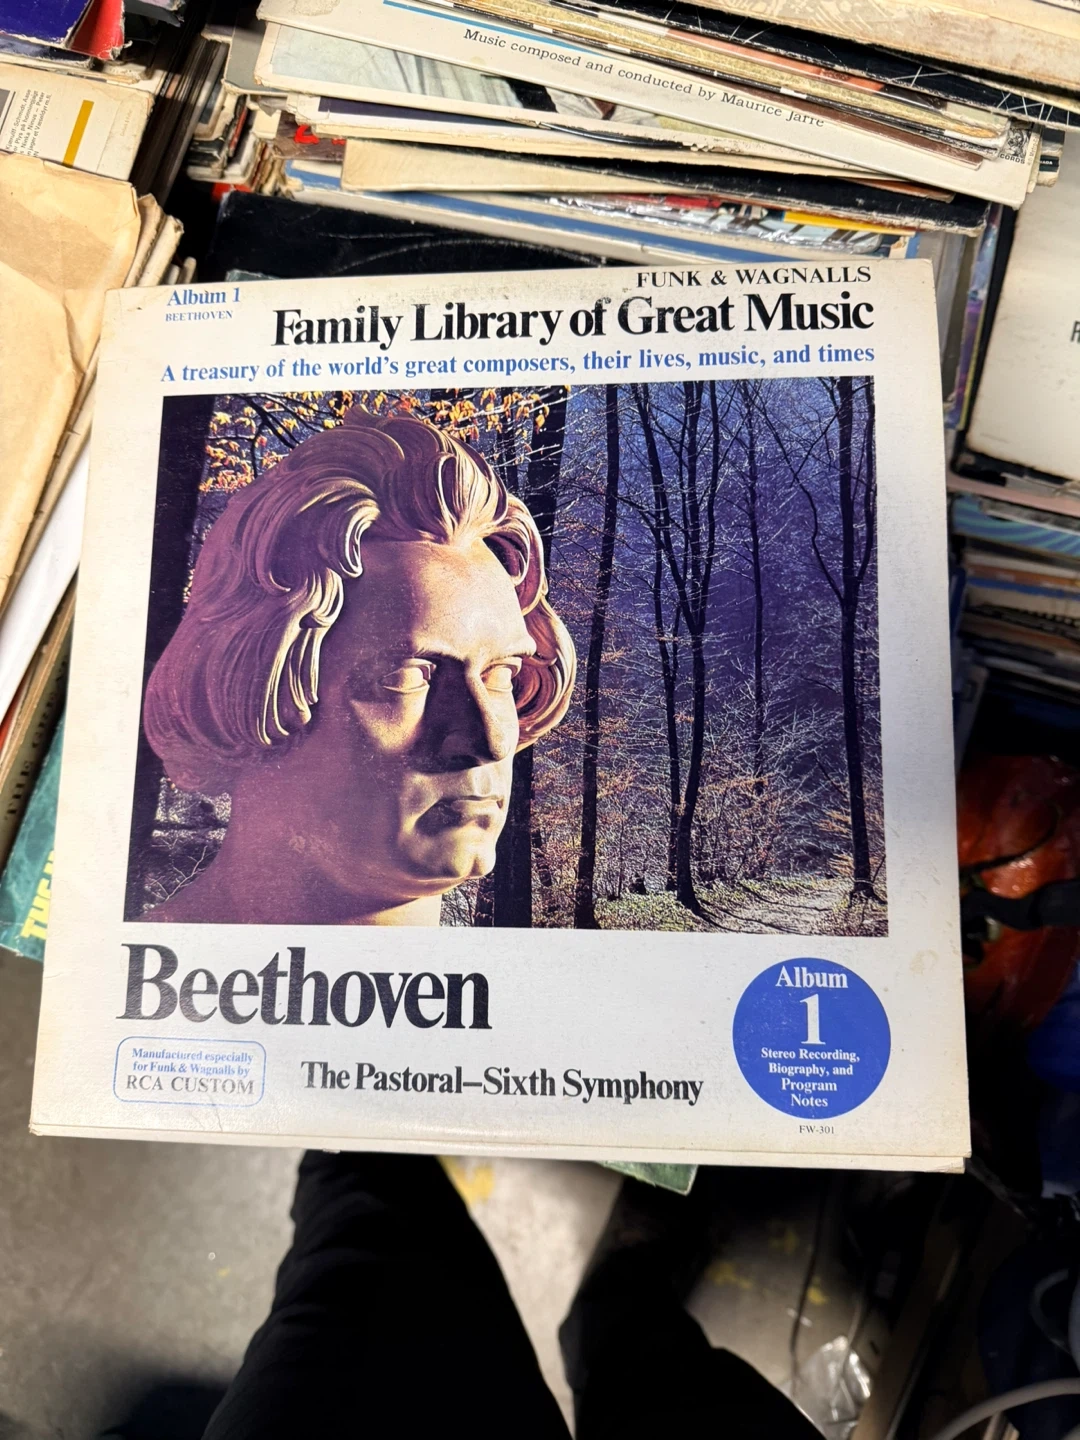 Music composed and conducted by Maurice Jarre
FUNK & WAGNALLS
Album 1
BEETHOVEN
Family Library of Great Music
A treasury of the world's great composers, their lives, music, and times
Beethoven
Manufactured especially
for Funk & Wagnalls by
RCA CUSTOM
The Pastoral–Sixth Symphony
Album
1
Stereo Recording,
Biography, and
Program
Notes
FW-301